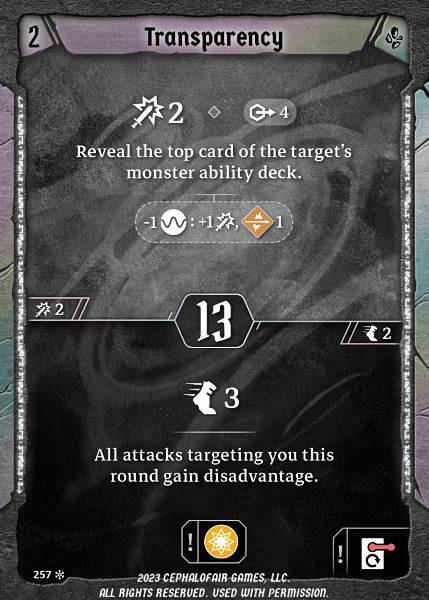 2 Transparency
2 4
Reveal the top card of the target's
monster ability deck.
-1 : +1 , 1
2
13
2
3
All attacks targeting you this
round gain disadvantage.
! !
257
2023 CEPHALOFAIR GAMES, LLC.
ALL RIGHTS RESERVED. USED WITH PERMISSION.